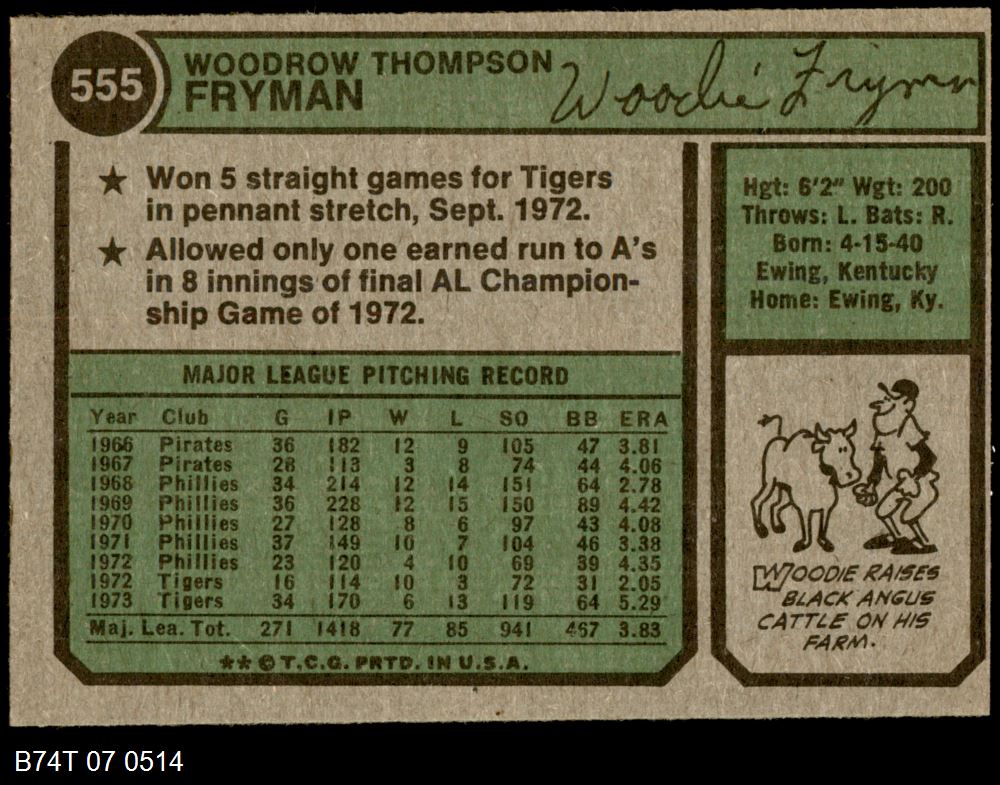 555
WOODROW THOMPSON
FRYMAN
Woodie Fryman
★ Won 5 straight games for Tigers
in pennant stretch, Sept. 1972.
★ Allowed only one earned run to A's
in 8 innings of final AL Champion-
ship Game of 1972.
Hgt: 6'2" Wgt: 200
Throws: L. Bats: R.
Born: 4-15-40
Ewing, Kentucky
Home: Ewing, Ky.
MAJOR LEAGUE PITCHING RECORD
Year Club G IP W L SO BB ERA
1966 Pirates 36 182 12 9 105 47 3.81
1967 Pirates 28 113 3 8 74 44 4.06
1968 Phillies 34 214 12 14 151 64 2.78
1969 Phillies 36 228 12 15 150 89 4.42
1970 Phillies 27 128 8 6 97 43 4.08
1971 Phillies 37 149 10 7 104 46 3.38
1972 Phillies 23 120 4 10 69 39 4.35
1972 Tigers 16 114 10 3 72 31 2.05
1973 Tigers 34 170 6 13 119 64 5.29
Maj. Lea. Tot. 271 1418 77 85 941 467 3.83
★★ © T.C.G. PRTD. IN U.S.A.
WOODIE RAISES
BLACK ANGUS
CATTLE ON HIS
FARM.
B74T 07 0514